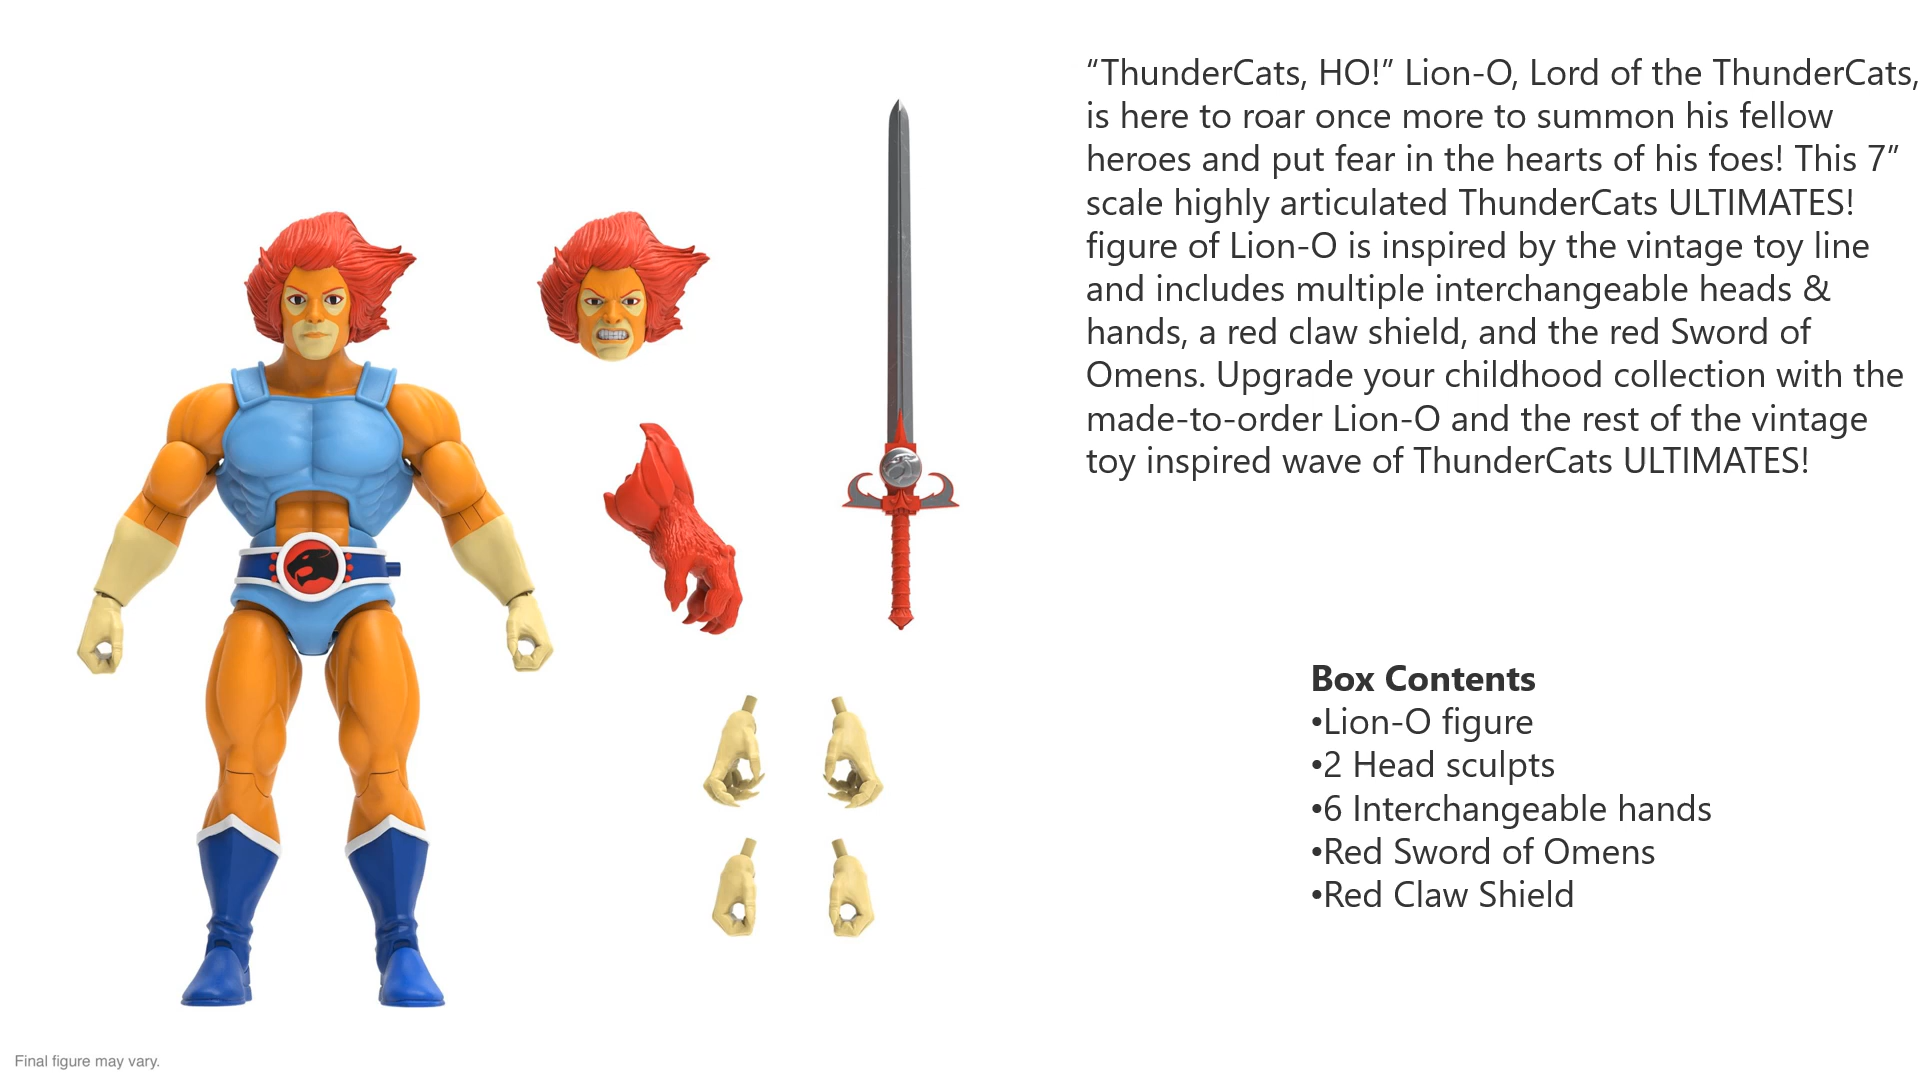 “ThunderCats, HO!” Lion-O, Lord of the ThunderCats,
is here to roar once more to summon his fellow
heroes and put fear in the hearts of his foes! This 7”
scale highly articulated ThunderCats ULTIMATES!
figure of Lion-O is inspired by the vintage toy line
and includes multiple interchangeable heads &
hands, a red claw shield, and the red Sword of
Omens. Upgrade your childhood collection with the
made-to-order Lion-O and the rest of the vintage
toy inspired wave of ThunderCats ULTIMATES!
Box Contents
•Lion-O figure
•2 Head sculpts
•6 Interchangeable hands
•Red Sword of Omens
•Red Claw Shield
Final figure may vary.